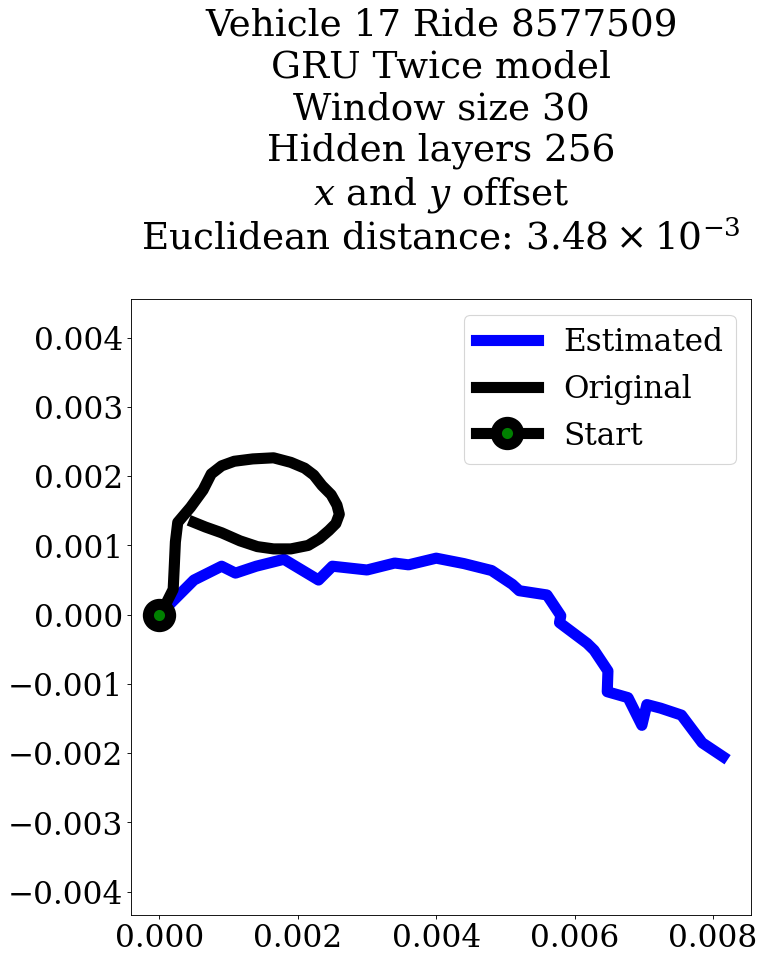 Vehicle 17 Ride 8577509
GRU Twice model
Window size 30
Hidden layers 256
x and y offset
Euclidean distance: 3.48 × 10⁻³
Estimated
Original
Start
0.004
0.003
0.002
0.001
0.000
−0.001
−0.002
−0.003
−0.004
0.000 0.002 0.004 0.006 0.008